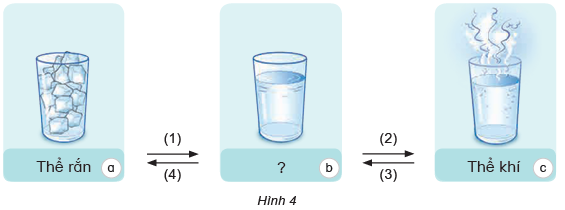 (1)
(4)
(2)
(3)
Thể rắn a
? b
Thể khí c
Hình 4